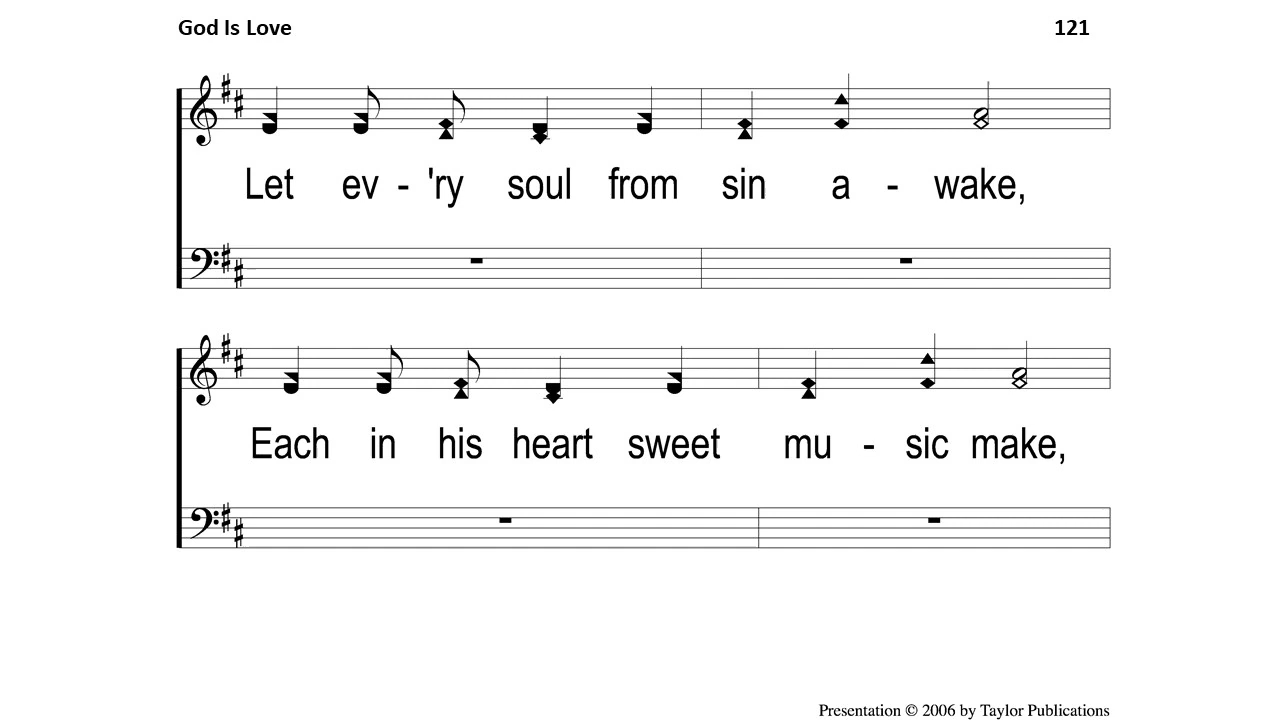 God Is Love 121
Let ev - 'ry soul from sin a - wake,
Each in his heart sweet mu - sic make,
Presentation © 2006 by Taylor Publications